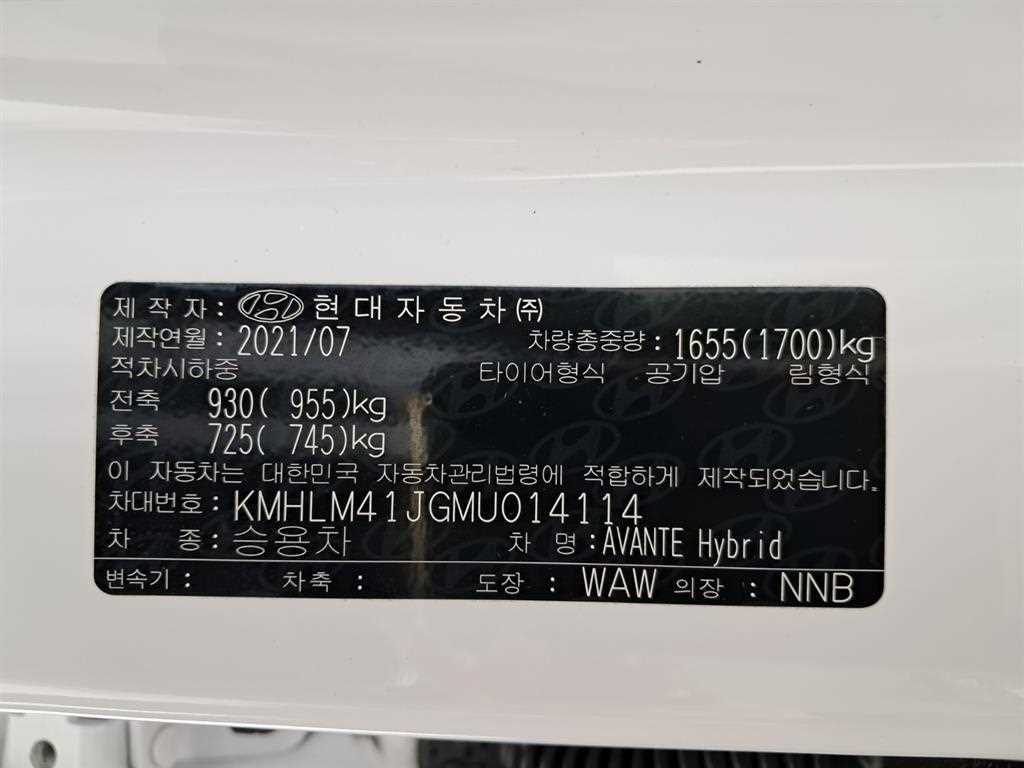 제 작 자 : 현대자동차㈜
제작연월 : 2021/07 차량총중량 : 1655(1700)kg
적차시하중 타이어형식 공기압 림형식
전축 930( 955)kg
후축 725( 745)kg
이 자동차는 대한민국 자동차관리법령에 적합하게 제작되었습니다.
차대번호 : KMHLM41JGMU014114
차 종 : 승용차 차 명 : AVANTE Hybrid
변속기 : 차축 : 도장 : WAW 의장 : NNB